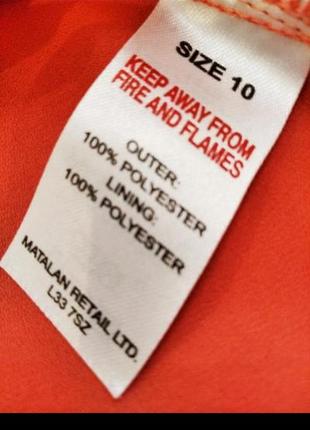 SIZE 10
KEEP AWAY FROM
FIRE AND FLAMES
OUTER:
100% POLYESTER
LINING:
100% POLYESTER
MATALAN RETAIL LTD.
L33 7SZ